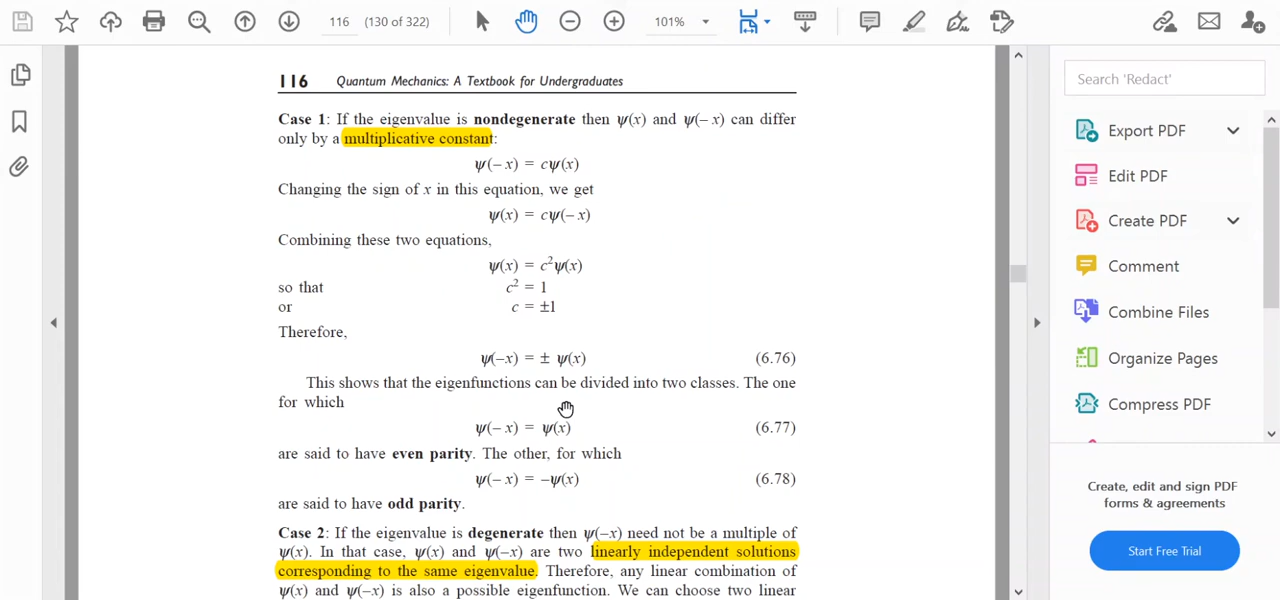 116 (130 of 322) 101%
116 Quantum Mechanics: A Textbook for Undergraduates
Case 1: If the eigenvalue is nondegenerate then ψ(x) and ψ(– x) can differ
only by a multiplicative constant:
ψ(– x) = cψ(x)
Changing the sign of x in this equation, we get
ψ(x) = cψ(– x)
Combining these two equations,
ψ(x) = c²ψ(x)
so that c² = 1
or c = ±1
Therefore,
ψ(–x) = ± ψ(x) (6.76)
This shows that the eigenfunctions can be divided into two classes. The one
for which
ψ(– x) = ψ(x) (6.77)
are said to have even parity. The other, for which
ψ(– x) = –ψ(x) (6.78)
are said to have odd parity.
Case 2: If the eigenvalue is degenerate then ψ(–x) need not be a multiple of
ψ(x). In that case, ψ(x) and ψ(–x) are two linearly independent solutions
corresponding to the same eigenvalue. Therefore, any linear combination of
ψ(x) and ψ(–x) is also a possible eigenfunction. We can choose two linear
Search 'Redact'
Export PDF
Edit PDF
Create PDF
Comment
Combine Files
Organize Pages
Compress PDF
Create, edit and sign PDF
forms & agreements
Start Free Trial